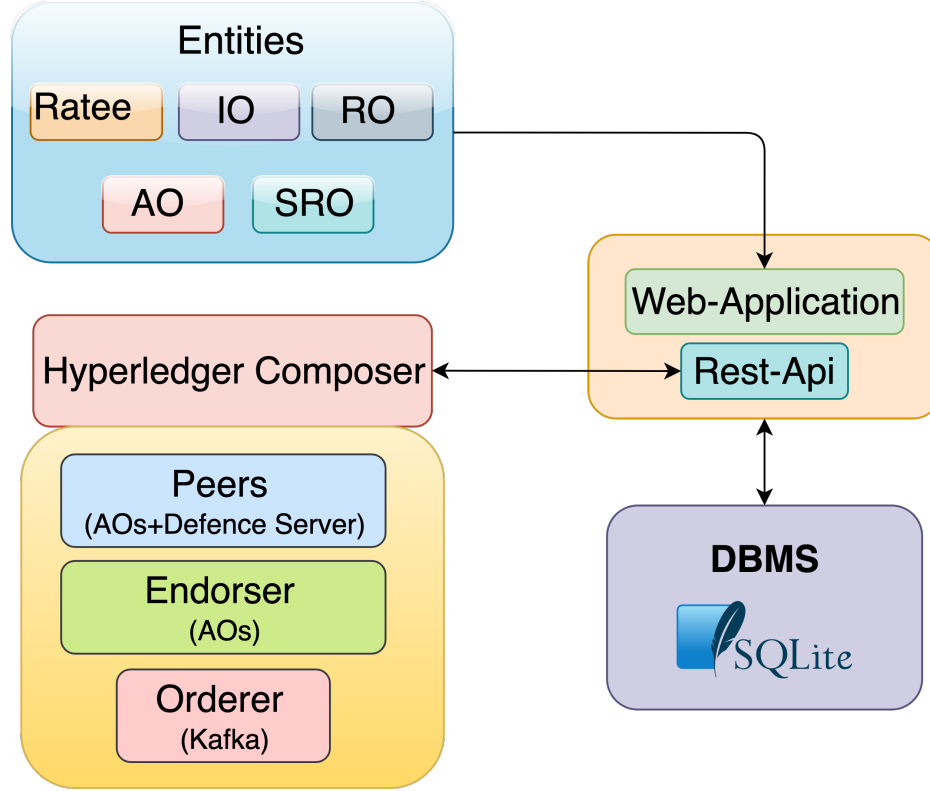 Entities
Ratee
IO
RO
AO
SRO
Web-Application
Rest-Api
Hyperledger Composer
Peers
(AOs+Defence Server)
Endorser
(AOs)
Orderer
(Kafka)
DBMS
SQLite